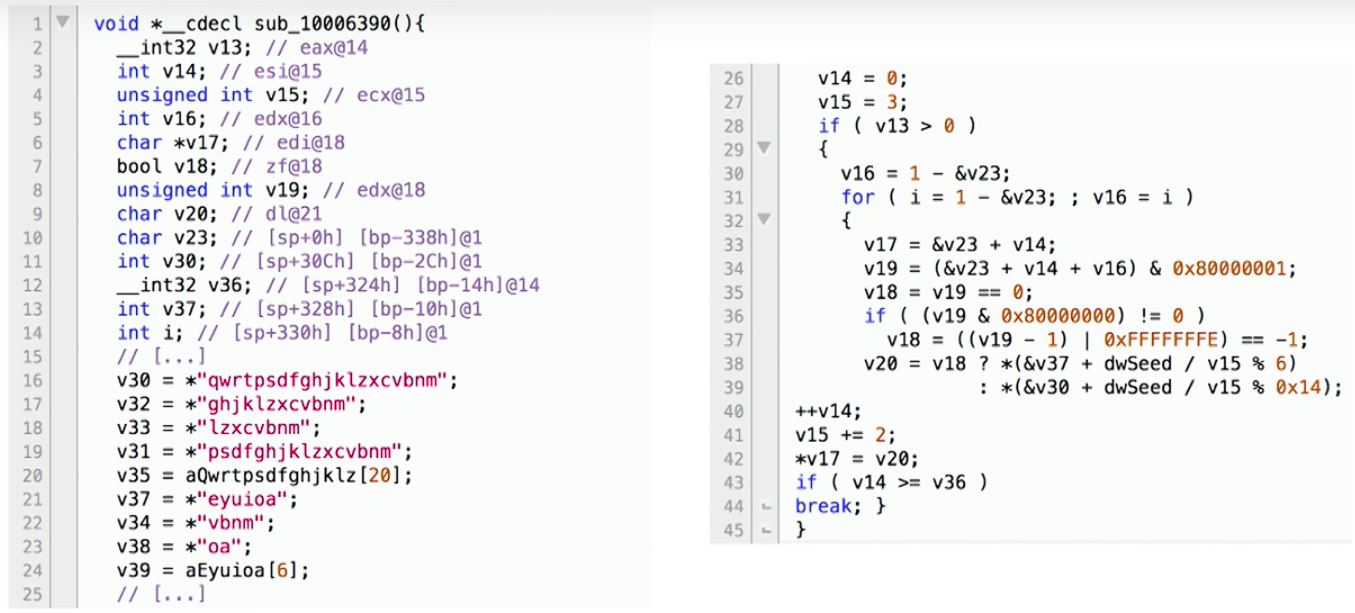 1 void *__cdecl sub_10006390(){
2 __int32 v13; // eax@14
3 int v14; // esi@15
4 unsigned int v15; // ecx@15
5 int v16; // edx@16
6 char *v17; // edi@18
7 bool v18; // zf@18
8 unsigned int v19; // edx@18
9 char v20; // dl@21
10 char v23; // [sp+0h] [bp-338h]@1
11 int v30; // [sp+30Ch] [bp-2Ch]@1
12 __int32 v36; // [sp+324h] [bp-14h]@14
13 int v37; // [sp+328h] [bp-10h]@1
14 int i; // [sp+330h] [bp-8h]@1
15 // [...]
16 v30 = *"qwrtpsdfghjklzxcvbnm";
17 v32 = *"ghjklzxcvbnm";
18 v33 = *"lzxcvbnm";
19 v31 = *"psdfghjklzxcvbnm";
20 v35 = aQwrtpsdfghjklz[20];
21 v37 = *"eyuioa";
22 v34 = *"vbnm";
23 v38 = *"oa";
24 v39 = aEyuioa[6];
25 // [...]
26 v14 = 0;
27 v15 = 3;
28 if ( v13 > 0 )
29 {
30 v16 = 1 - &v23;
31 for ( i = 1 - &v23; ; v16 = i )
32 {
33 v17 = &v23 + v14;
34 v19 = (&v23 + v14 + v16) & 0x80000001;
35 v18 = v19 == 0;
36 if ( (v19 & 0x80000000) != 0 )
37 v18 = ((v19 - 1) | 0xFFFFFFFE) == -1;
38 v20 = v18 ? *(&v37 + dwSeed / v15 % 6)
39 : *(&v30 + dwSeed / v15 % 0x14);
40 ++v14;
41 v15 += 2;
42 *v17 = v20;
43 if ( v14 >= v36 )
44 break; }
45 }